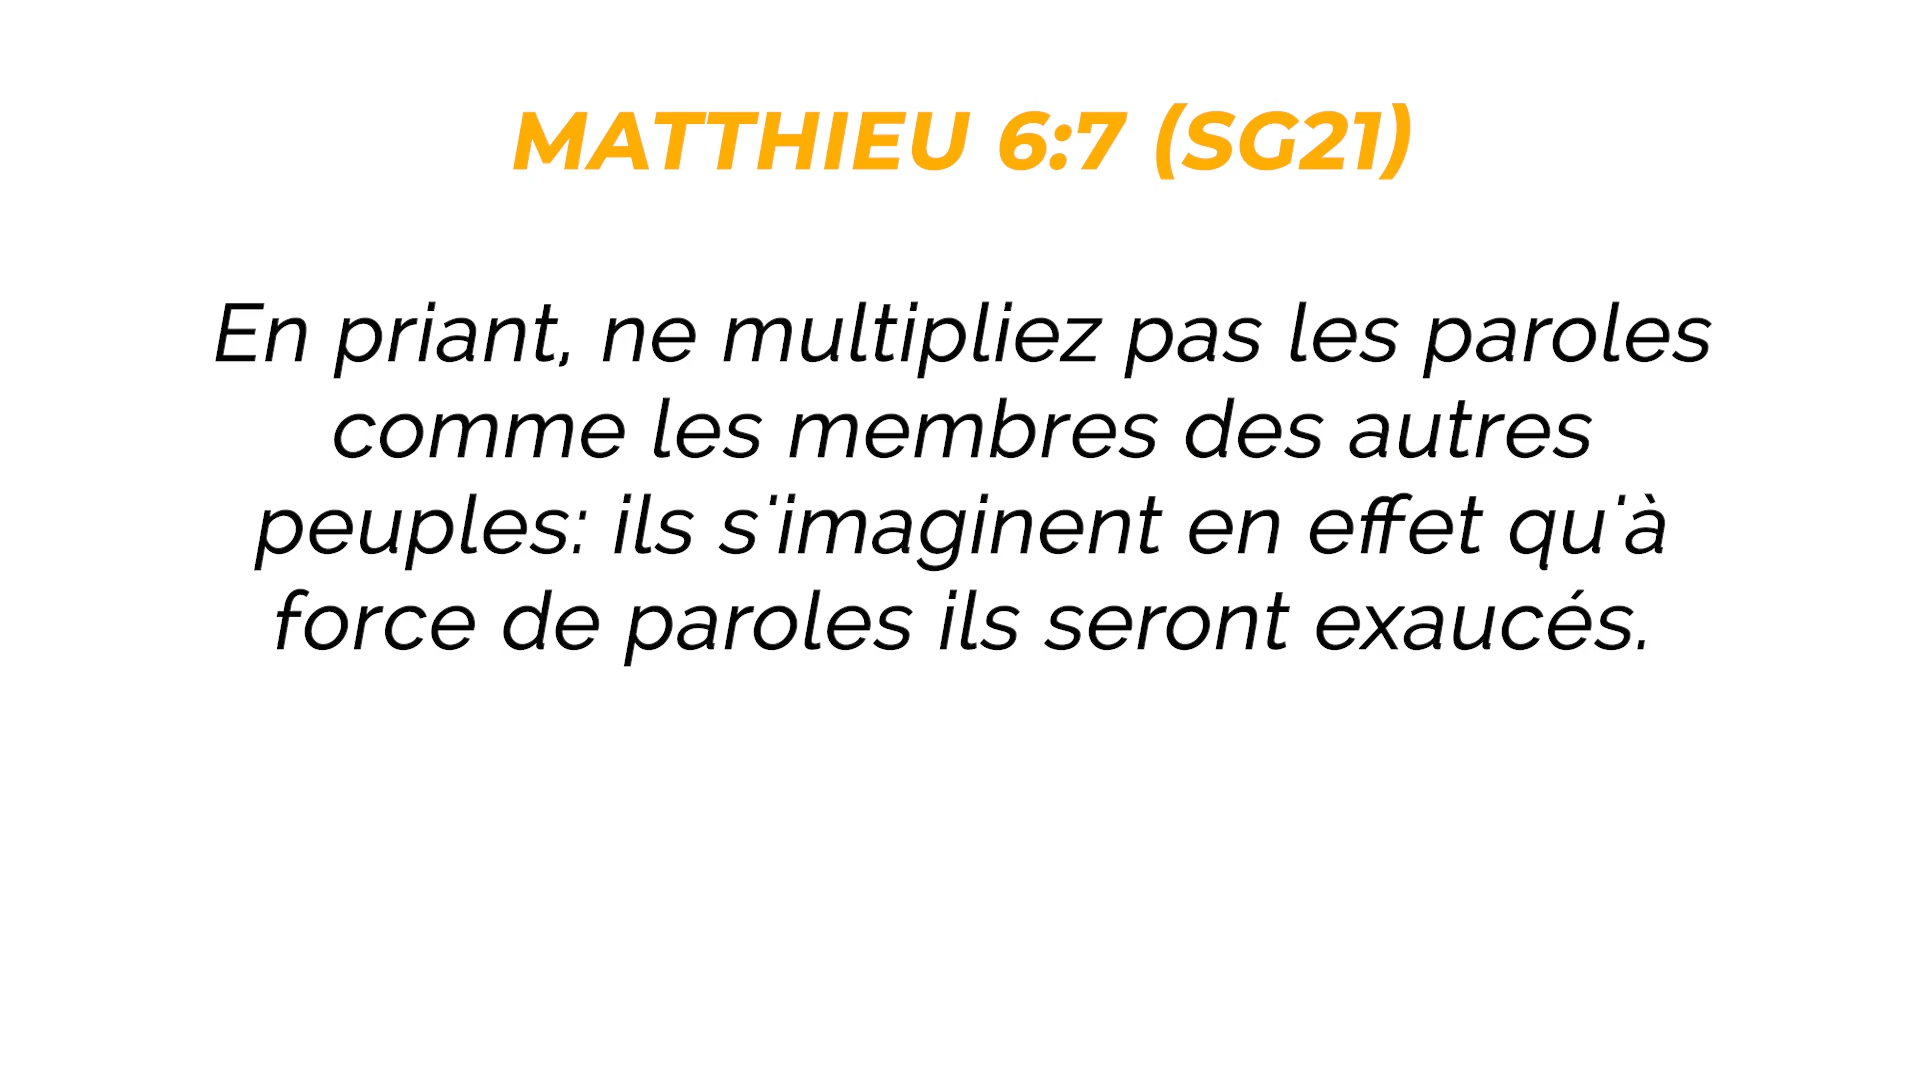 MATTHIEU 6:7 (SG21)
En priant, ne multipliez pas les paroles
comme les membres des autres
peuples: ils s'imaginent en effet qu'à
force de paroles ils seront exaucés.